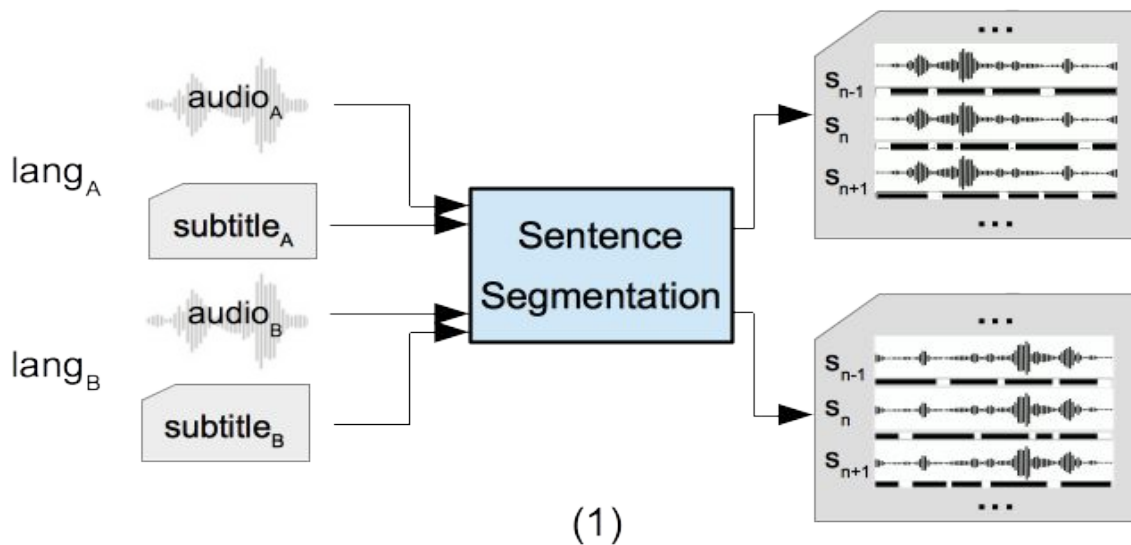 lang_A
audio_A
subtitle_A
lang_B
audio_B
subtitle_B
Sentence
Segmentation
...
s_n-1
s_n
s_n+1
...
...
s_n-1
s_n
s_n+1
...
(1)